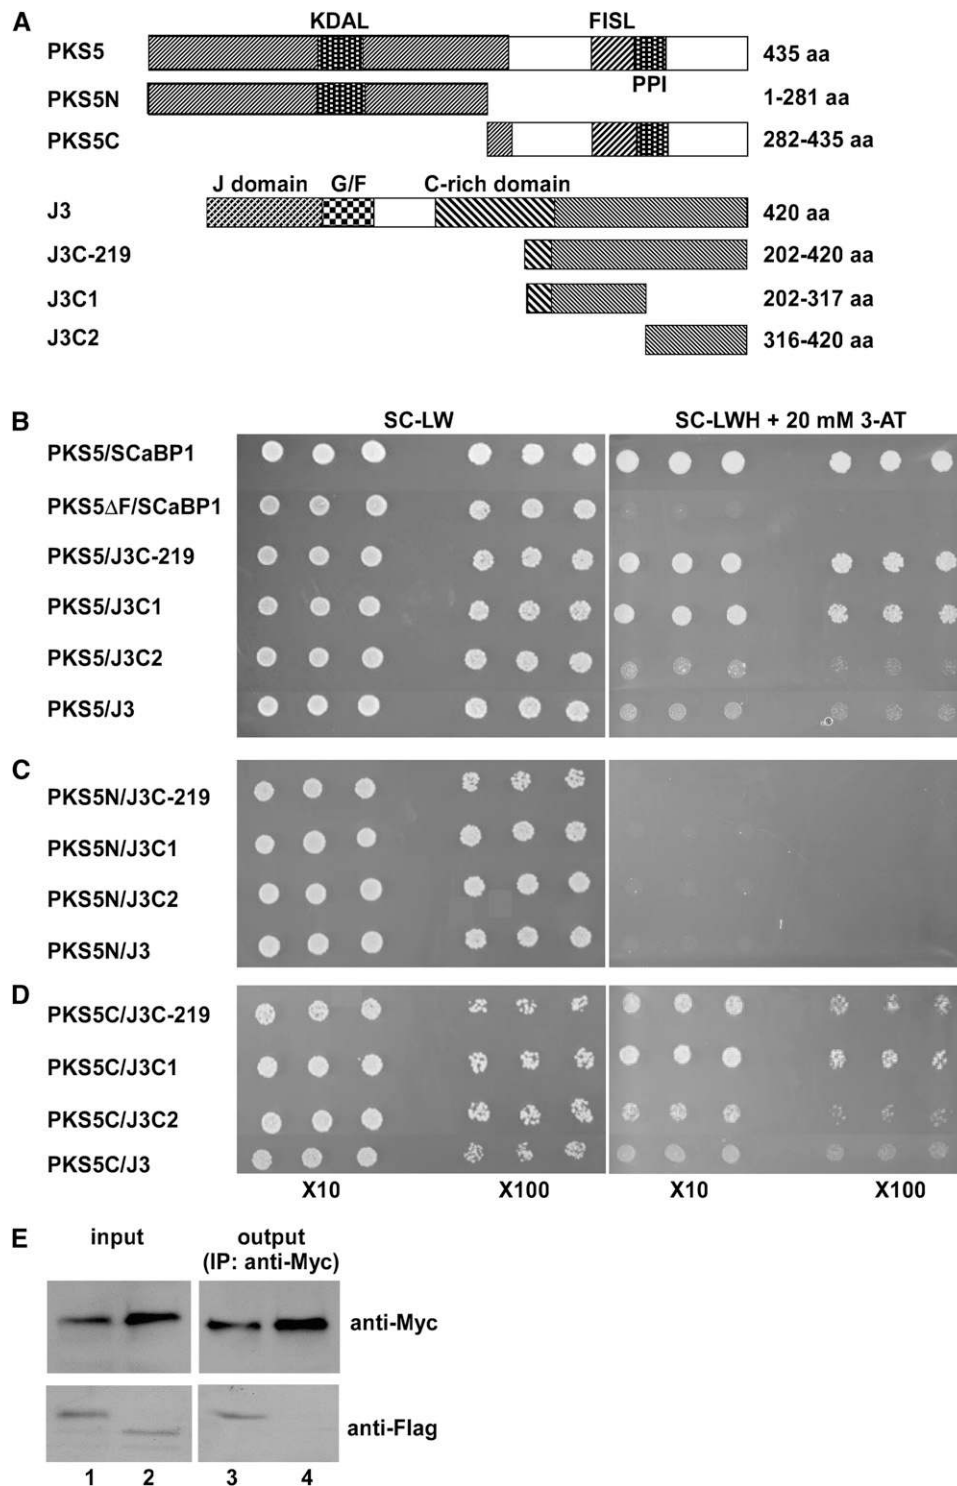 A
KDAL FISL
PKS5 435 aa
PPI
PKS5N 1-281 aa
PKS5C 282-435 aa
J domain G/F C-rich domain
J3 420 aa
J3C-219 202-420 aa
J3C1 202-317 aa
J3C2 316-420 aa
B SC-LW SC-LWH + 20 mM 3-AT
PKS5/SCaBP1
PKS5ΔF/SCaBP1
PKS5/J3C-219
PKS5/J3C1
PKS5/J3C2
PKS5/J3
C
PKS5N/J3C-219
PKS5N/J3C1
PKS5N/J3C2
PKS5N/J3
D
PKS5C/J3C-219
PKS5C/J3C1
PKS5C/J3C2
PKS5C/J3
X10 X100 X10 X100
E input output
(IP: anti-Myc)
anti-Myc
anti-Flag
1 2 3 4